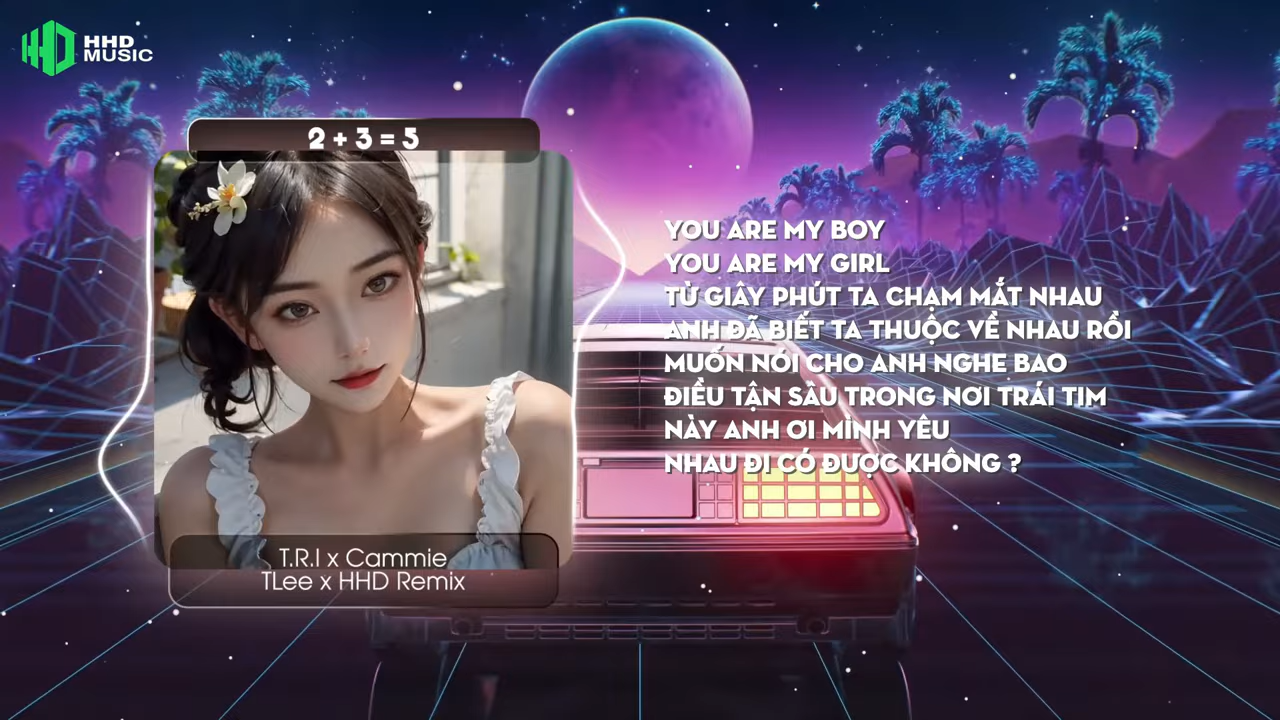 HHD
MUSIC
2 + 3 = 5
YOU ARE MY BOY
YOU ARE MY GIRL
TỪ GIÂY PHÚT TA CHẠM MẮT NHAU
ANH ĐÃ BIẾT TA THUỘC VỀ NHAU RỒI
MUỐN NÓI CHO ANH NGHE BAO
ĐIỀU TẬN SÂU TRONG NƠI TRÁI TIM
NÀY ANH ƠI MÌNH YÊU
NHAU ĐI CÓ ĐƯỢC KHÔNG ?
T.R.I x Cammie
TLee x HHD Remix